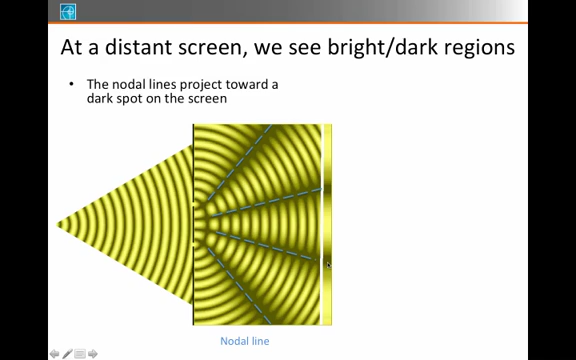 At a distant screen, we see bright/dark regions
• The nodal lines project toward a
dark spot on the screen
Nodal line